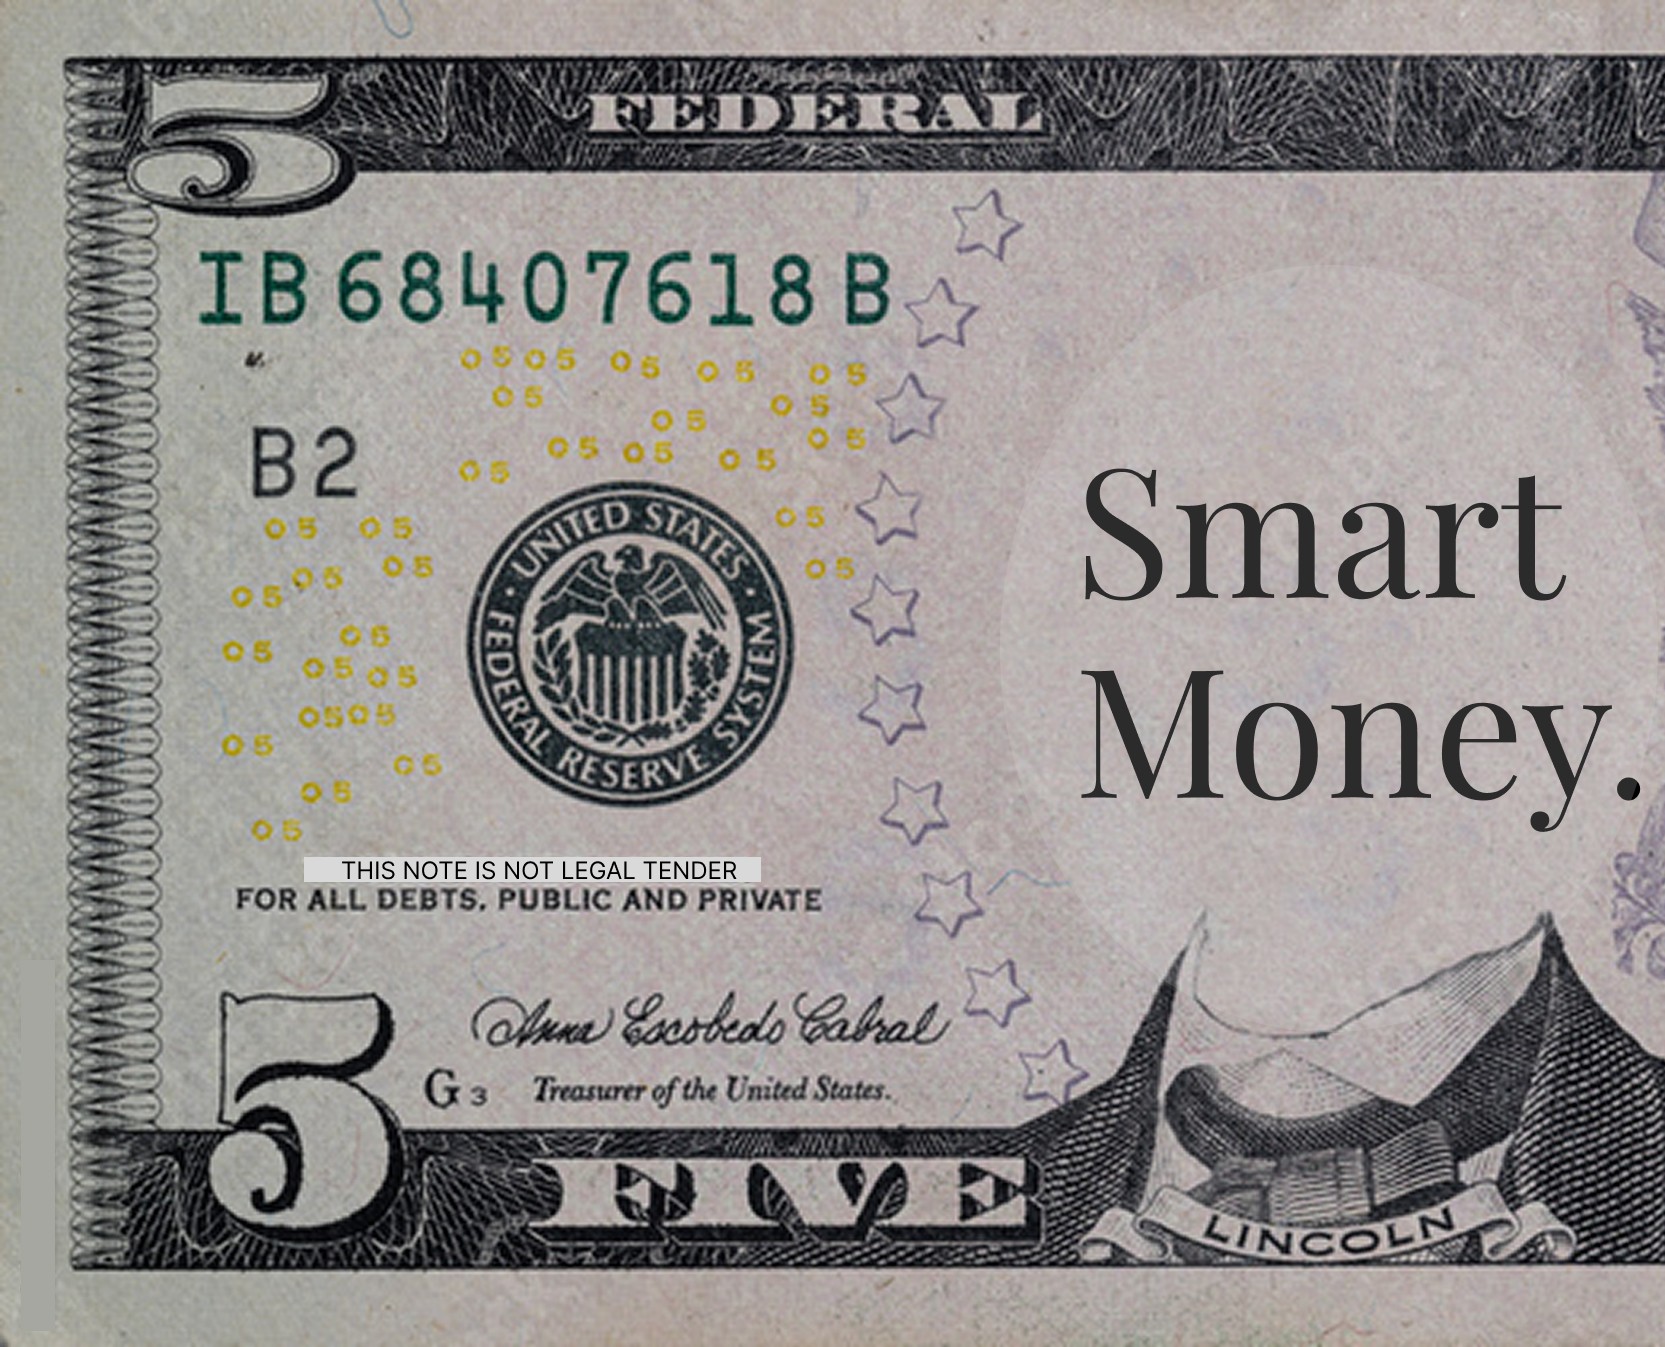 5
FEDERAL
IB 68407618 B
05 05 05 05 05
05 05
05 05
05 05 05 05
B2
05 05 05
05 05
05 05 05
05 05
05 05 05
05 05
05 05
05
05
UNITED STATES
FEDERAL RESERVE SYSTEM
Smart
Money.
THIS NOTE IS NOT LEGAL TENDER
FOR ALL DEBTS, PUBLIC AND PRIVATE
Anna Escobedo Cabral
G3 Treasurer of the United States.
5
FIVE
LINCOLN